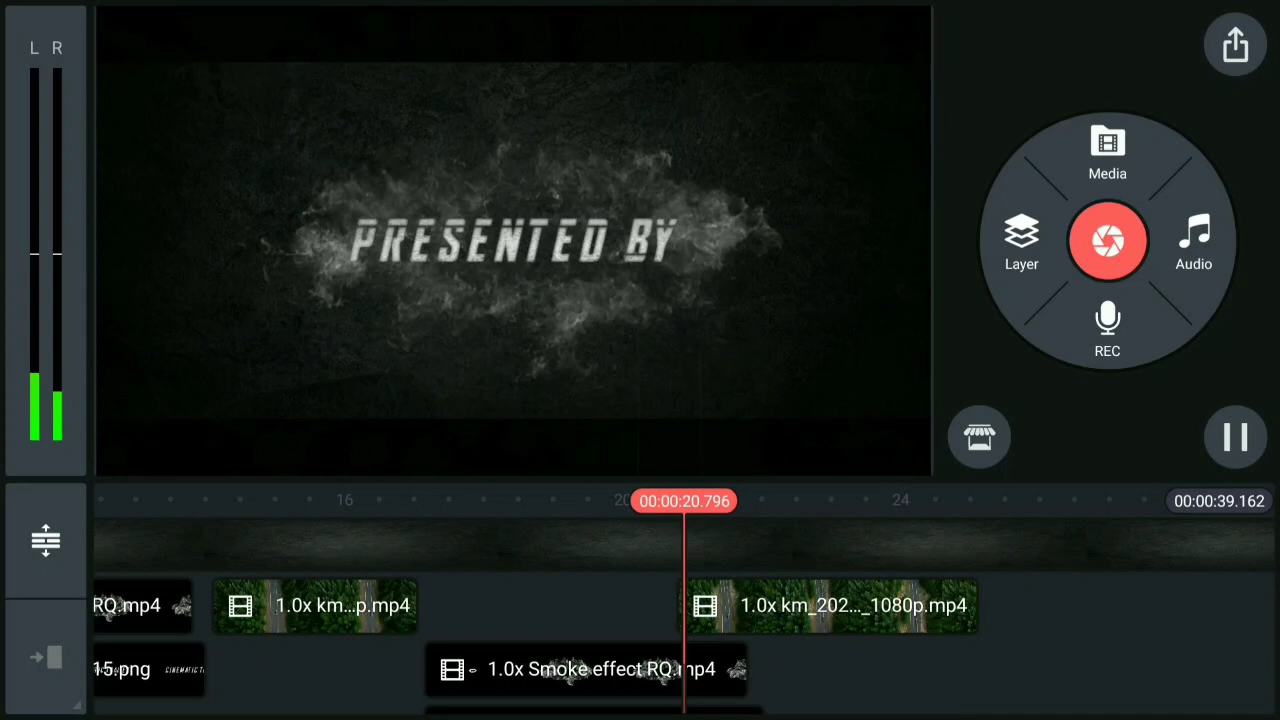 L R
PRESENTED BY
Media
Layer
Audio
REC
16
20
00:00:20.796
24
00:00:39.162
RQ.mp4
1.0x km…p.mp4
1.0x km_202…_1080p.mp4
15.png
1.0x Smoke effect RQ.mp4